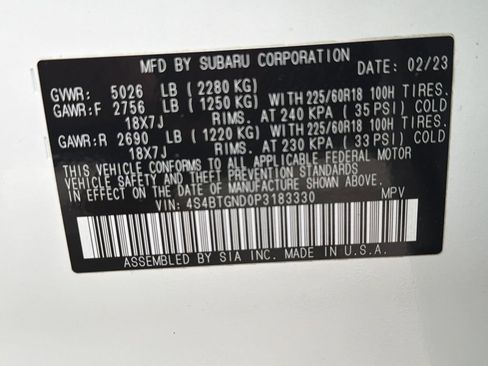 MFD BY SUBARU CORPORATION DATE: 02/23
GVWR: 5026 LB (2280 KG)
GAWR:F 2756 LB (1250 KG) WITH 225/60R18 100H TIRES.
18X7J RIMS. AT 240 KPA (35 PSI) COLD
GAWR:R 2690 LB (1220 KG) WITH 225/60R18 100H TIRES.
18X7J RIMS. AT 230 KPA (33 PSI) COLD
THIS VEHICLE CONFORMS TO ALL APPLICABLE FEDERAL MOTOR
VEHICLE SAFETY AND THEFT PREVENTION STANDARDS
IN EFFECT ON THE DATE OF MANUFACTURE SHOWN ABOVE.
VIN: 4S4BTGND0P3183330 MPV
ASSEMBLED BY SIA INC. MADE IN U.S.A.